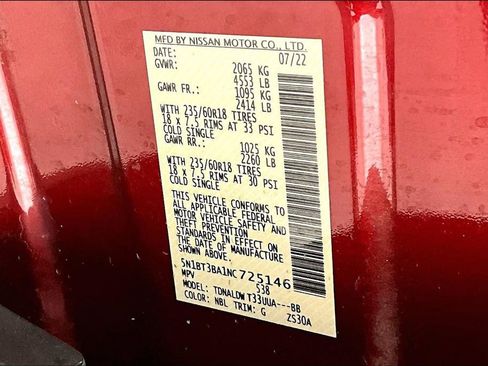 MFD BY NISSAN MOTOR CO., LTD.
DATE: 07/22
GVWR: 2065 KG
4553 LB
GAWR FR.: 1095 KG
2414 LB
WITH 235/60R18 TIRES
18 x 7.5 RIMS AT 33 PSI
COLD SINGLE
GAWR RR.: 1025 KG
2260 LB
WITH 235/60R18 TIRES
18 x 7.5 RIMS AT 30 PSI
COLD SINGLE
THIS VEHICLE CONFORMS TO
ALL APPLICABLE FEDERAL
MOTOR VEHICLE SAFETY AND
THEFT PREVENTION
STANDARDS IN EFFECT ON
THE DATE OF MANUFACTURE
SHOWN ABOVE.
5N1BT3BA1NC725146
MPV 538
MODEL: TDNALDW T33UUA---BB
COLOR: NBL TRIM: G ZS30A